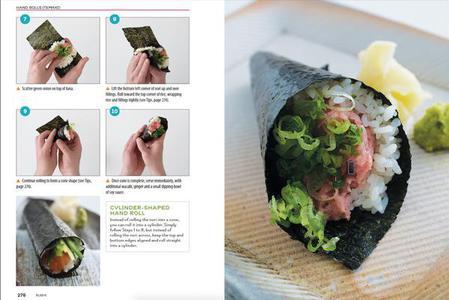 HAND ROLLS (TEMAKI)
7
8
Scatter green onion on top of tuna.
Lift the bottom left corner of nori up and over
fillings. Roll toward the top corner of rice, wrapping
rice and fillings tightly (see Tips, page 276).
9
10
Continue rolling to form a cone shape (see Tips,
page 276).
Once cone is complete, serve immediately, with
additional wasabi, ginger and a small dipping bowl
of soy sauce.
CYLINDER-SHAPED
HAND ROLL
Instead of rolling the nori into a cone,
you can roll it into a cylinder. Simply
follow Steps 1 to 8, but instead of
rolling the nori across, keep the top and
bottom edges aligned and roll straight
into a cylinder.
278
SUSHI